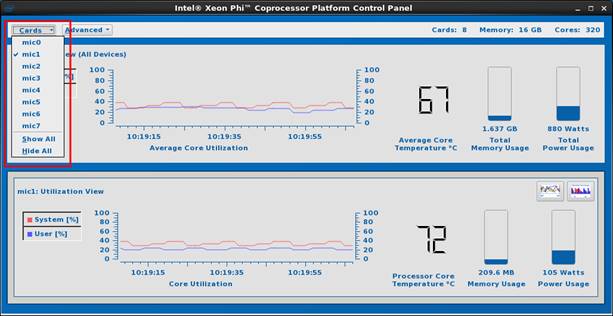 Intel® Xeon Phi™ Coprocessor Platform Control Panel
Cards Advanced Cards: 8 Memory: 16 GB Cores: 320
mic0
mic1
mic2
mic3
mic4
mic5
mic6
mic7
Show All
Hide All
ew (All Devices)
%]
100 100
80 80
60 60
40 40
20 20
0 0
10:19:15 10:19:35 10:19:55
Average Core Utilization
67
Average Core
Temperature °C
1.637 GB
Total
Memory Usage
880 Watts
Total
Power Usage
mic1: Utilization View
System [%]
User [%]
100 100
80 80
60 60
40 40
20 20
0 0
10:19:15 10:19:35 10:19:55
Core Utilization
72
Processor Core
Temperature °C
209.6 MB
Memory Usage
105 Watts
Power Usage